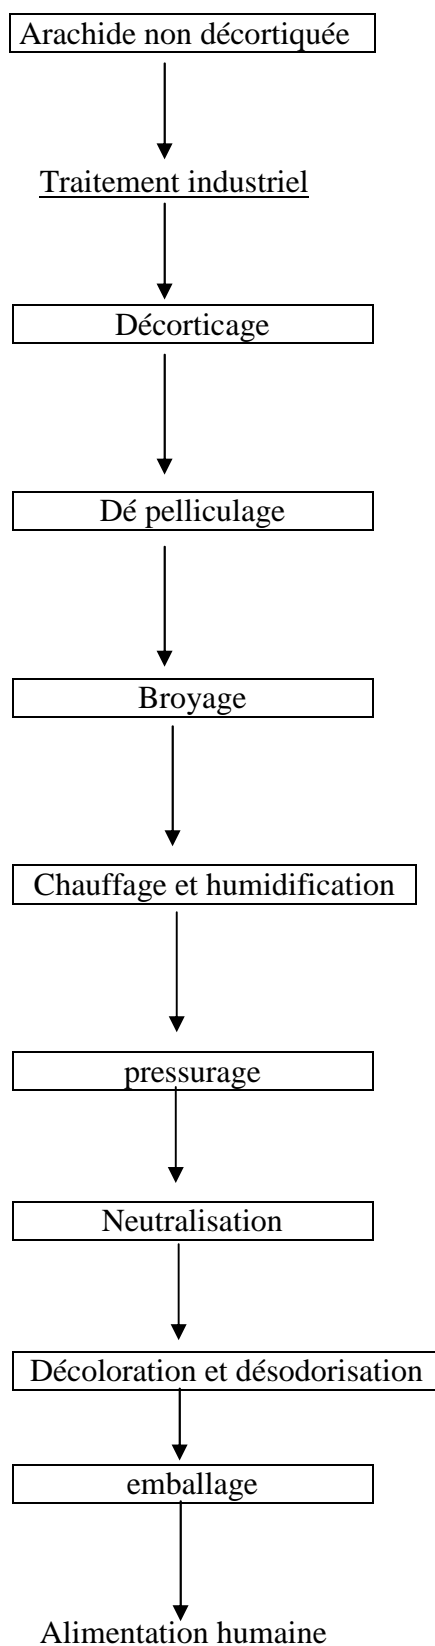 Arachide non décortiquée
Traitement industriel
Décorticage
Dé pelliculage
Broyage
Chauffage et humidification
pressurage
Neutralisation
Décoloration et désodorisation
emballage
Alimentation humaine